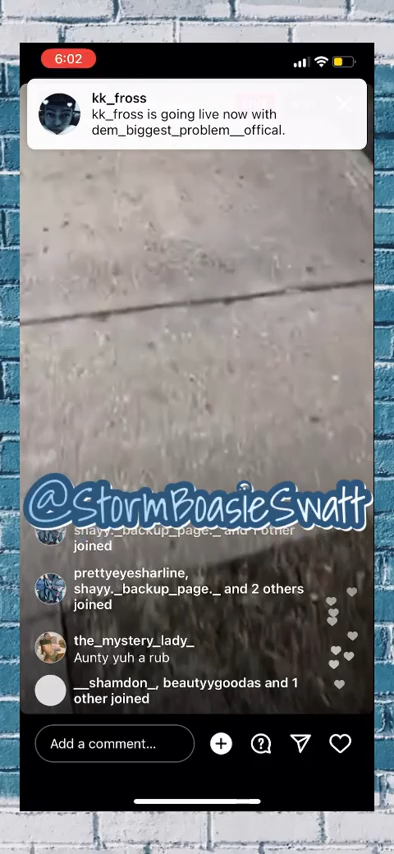 6:02
kk_fross
kk_fross is going live now with
dem_biggest_problem__offical.
@StormBoasieSwatt
shayy._backup_page._ and 1 other
joined
prettyeyesharline,
shayy._backup_page._ and 2 others
joined
the_mystery_lady_
Aunty yuh a rub
__shamdon_, beautyygoodas and 1
other joined
Add a comment...